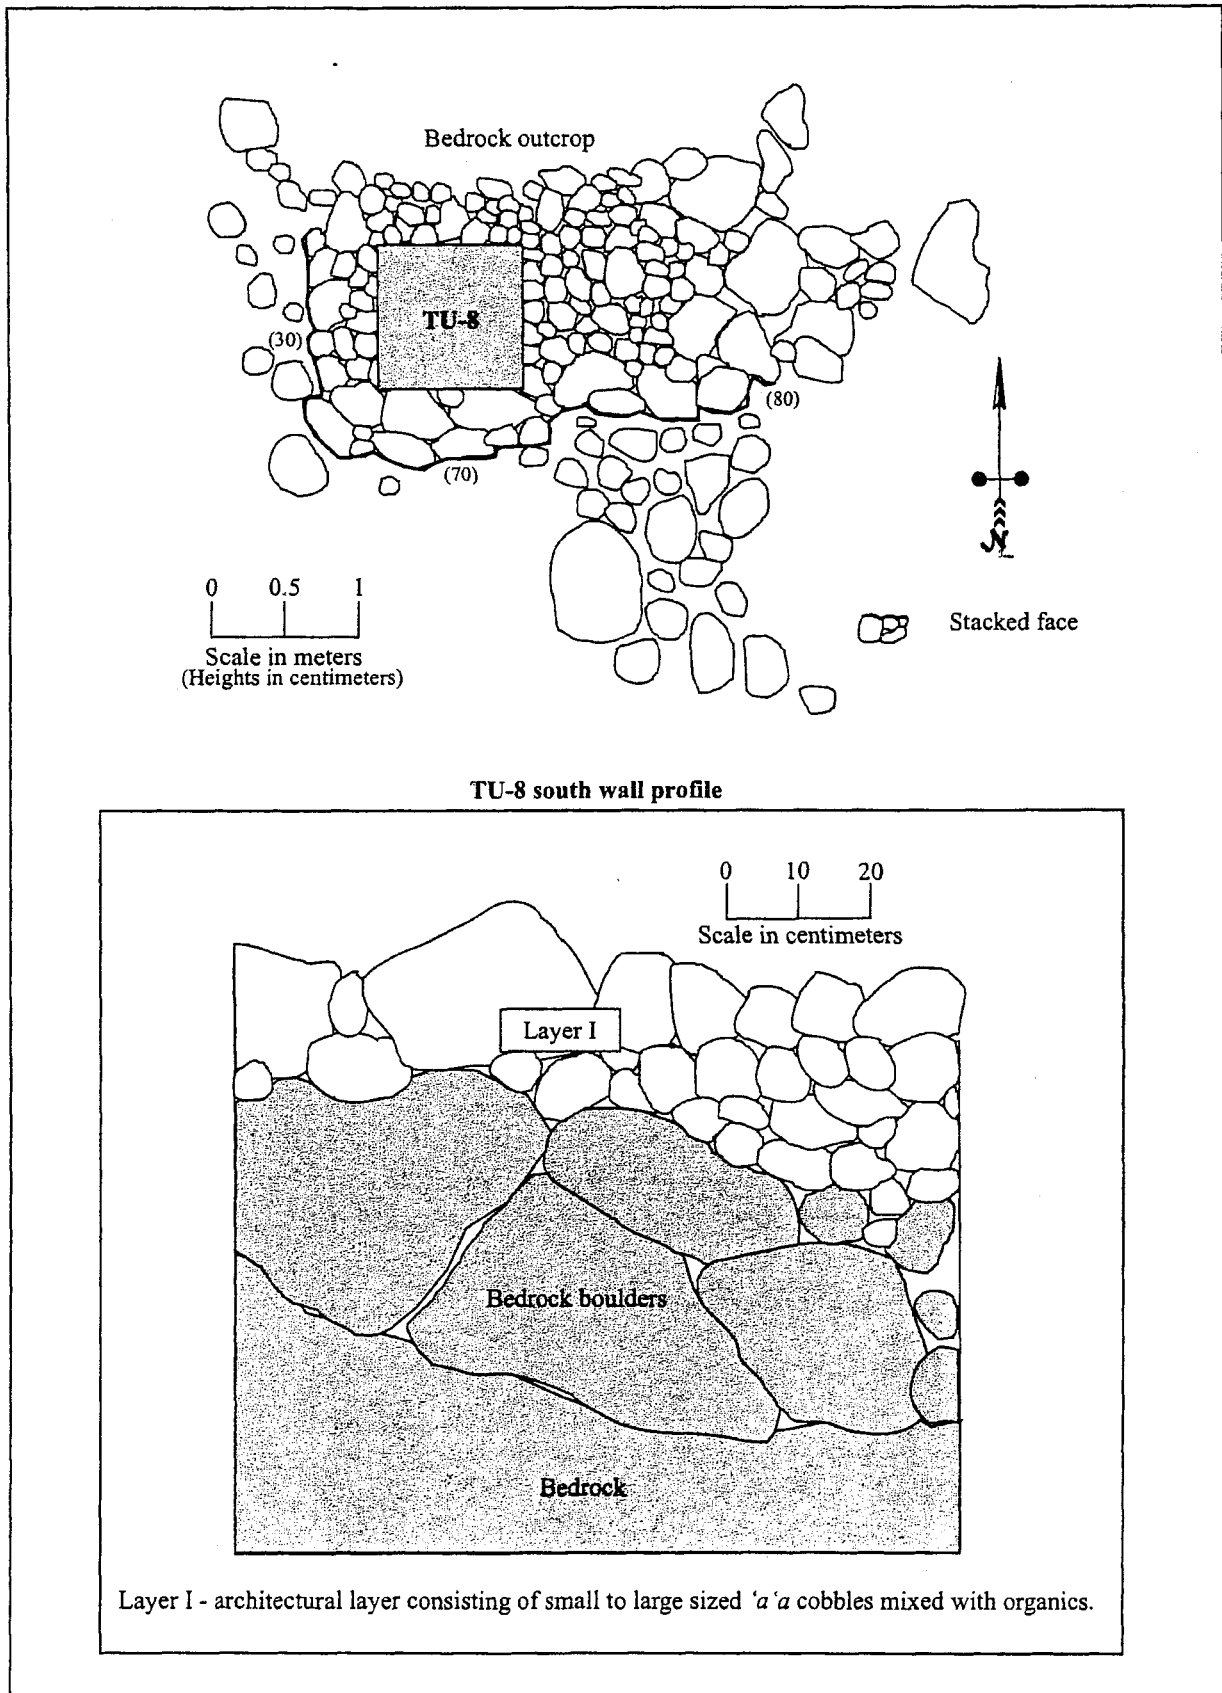 Bedrock outcrop
TU-8
(30)
(80)
(70)
N
0 0.5 1
Scale in meters
(Heights in centimeters)
Stacked face
TU-8 south wall profile
0 10 20
Scale in centimeters
Layer I
Bedrock boulders
Bedrock
Layer I - architectural layer consisting of small to large sized ‘a‘a cobbles mixed with organics.